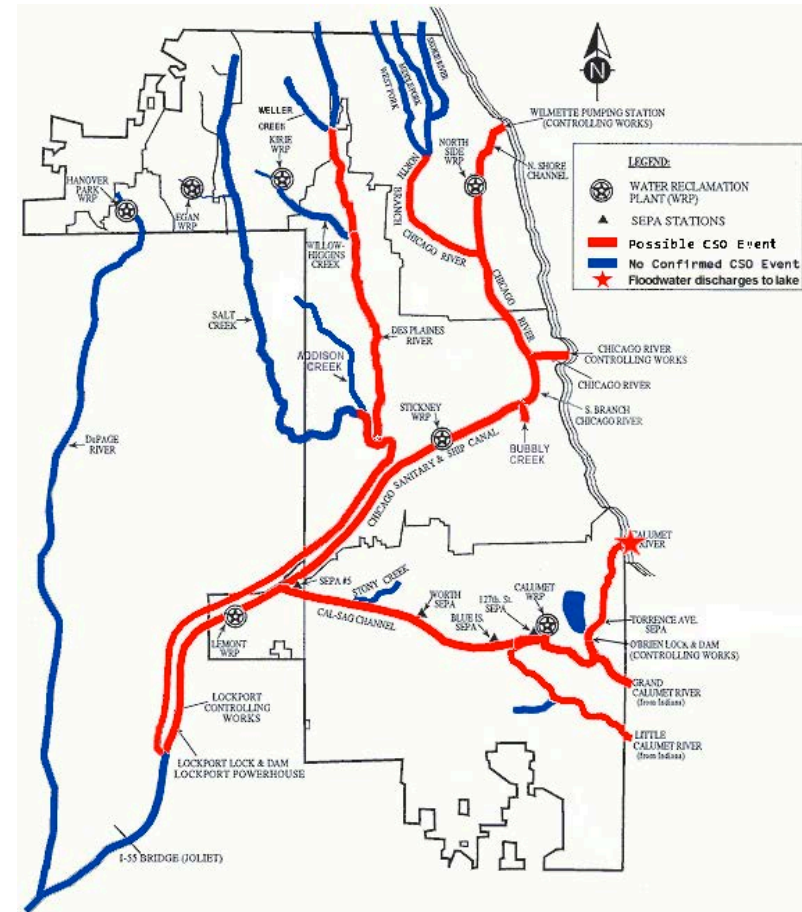 WELLER
CREEK
KIRIE
WRP
HANOVER
PARK
WRP
EGAN
WRP
WILLOW-
HIGGINS
CREEK
SALT
CREEK
ADDISON
CREEK
DES PLAINES
RIVER
DuPAGE
RIVER
WEST FORK
MIDDLEFORK
SKOKIE RIVER
NORTH
BRANCH
CHICAGO RIVER
NORTH
SIDE
WRP
WILMETTE PUMPING STATION
(CONTROLLING WORKS)
N. SHORE
CHANNEL
N
LEGEND:
WATER RECLAMATION
PLANT (WRP)
SEPA STATIONS
Possible CSO Event
No Confirmed CSO Event
Floodwater discharges to lake
CHICAGO
RIVER
CHICAGO RIVER
CONTROLLING WORKS
CHICAGO RIVER
S. BRANCH
CHICAGO RIVER
BUBBLY
CREEK
STICKNEY
WRP
CHICAGO SANITARY & SHIP CANAL
CALUMET
RIVER
SEPA #5
STONY CREEK
CAL-SAG CHANNEL
WORTH
SEPA
BLUE IS.
SEPA
127th. St.
SEPA
CALUMET
WRP
TORRENCE AVE.
SEPA
O'BRIEN LOCK & DAM
(CONTROLLING WORKS)
GRAND
CALUMET RIVER
(from Indiana)
LITTLE
CALUMET RIVER
(from Indiana)
LEMONT
WRP
LOCKPORT
CONTROLLING
WORKS
LOCKPORT LOCK & DAM
LOCKPORT POWERHOUSE
I-55 BRIDGE (JOLIET)